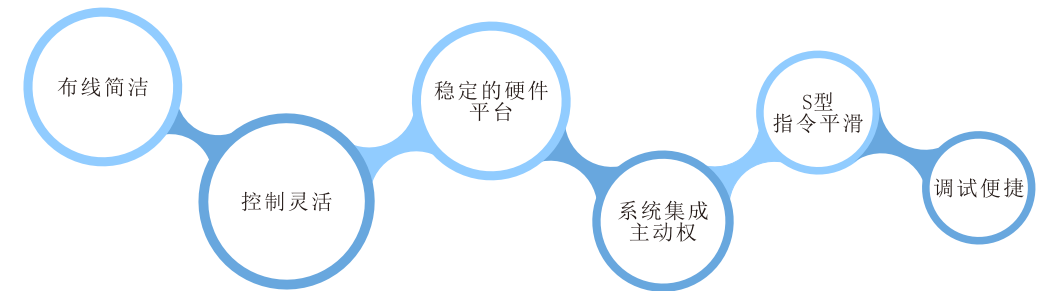 布线简洁
控制灵活
稳定的硬件
平台
系统集成
主动权
S型
指令平滑
调试便捷